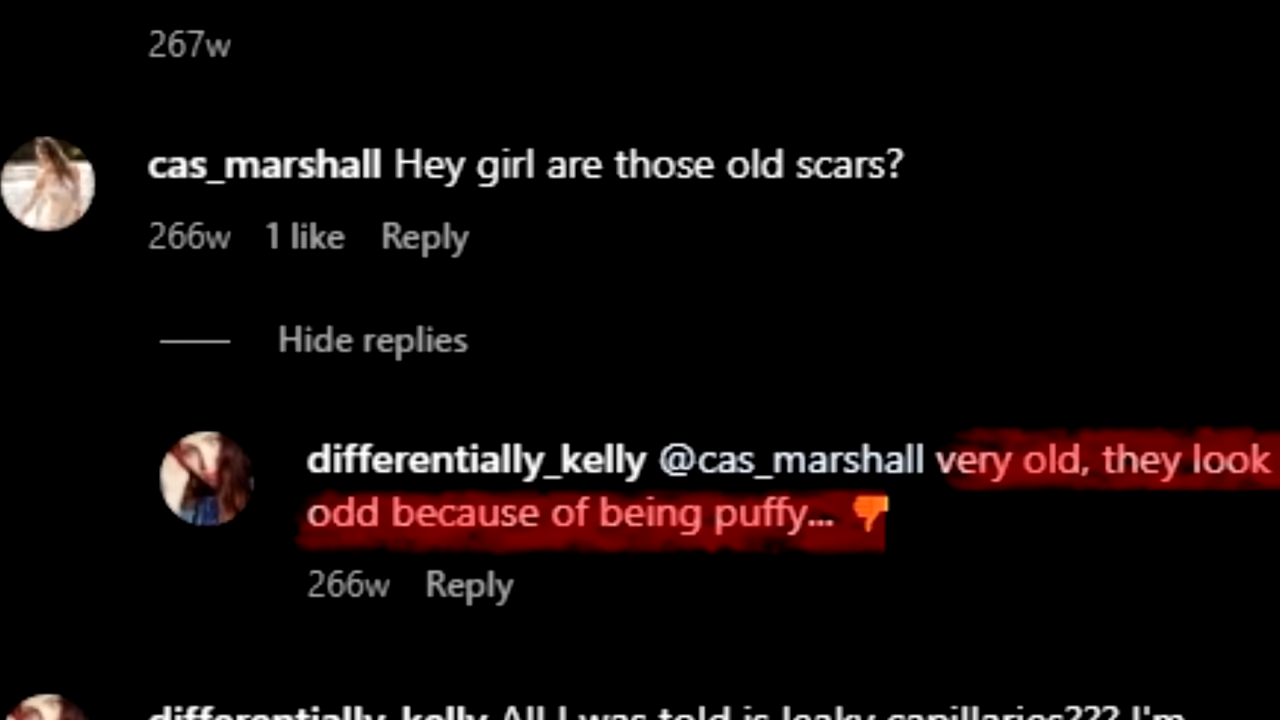 267w
cas_marshall Hey girl are those old scars?
266w 1 like Reply
Hide replies
differentially_kelly @cas_marshall very old, they look
odd because of being puffy... 👎
266w Reply
differentially_kelly All I was told is leaky capillaries??? I'm